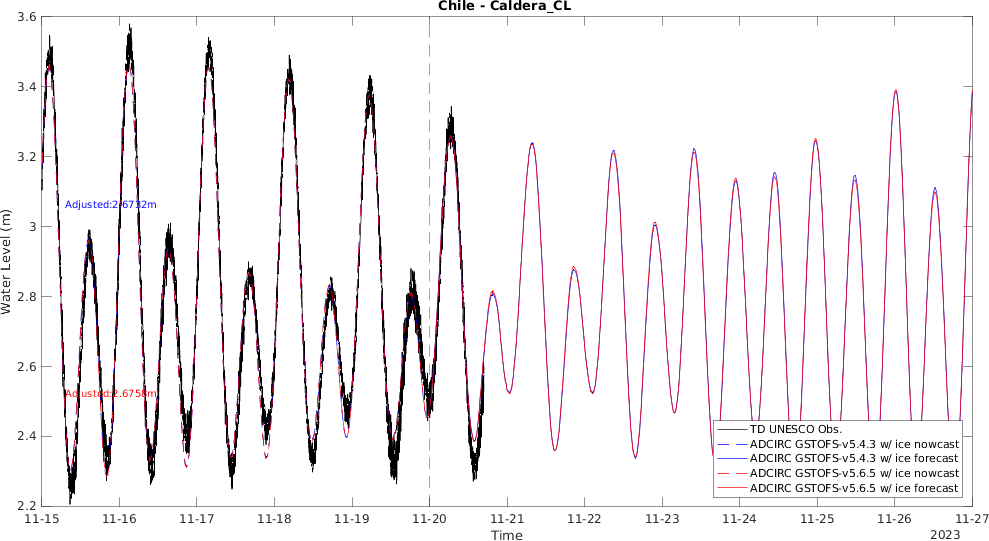 Chile - Caldera_CL
3.6
3.4
3.2
3
2.8
2.6
2.4
2.2
Water Level (m)
Adjusted:2.6732m
Adjusted:2.6758m
TD UNESCO Obs.
ADCIRC GSTOFS-v5.4.3 w/ ice nowcast
ADCIRC GSTOFS-v5.4.3 w/ ice forecast
ADCIRC GSTOFS-v5.6.5 w/ ice nowcast
ADCIRC GSTOFS-v5.6.5 w/ ice forecast
11-15 11-16 11-17 11-18 11-19 11-20 11-21 11-22 11-23 11-24 11-25 11-26 11-27
Time
2023